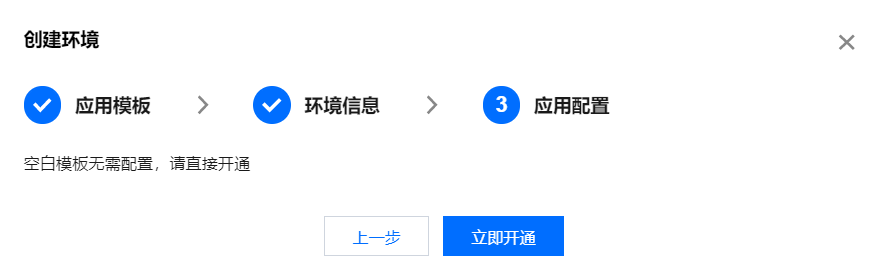 创建环境
应用模板
环境信息
3 应用配置
空白模板无需配置，请直接开通
上一步
立即开通